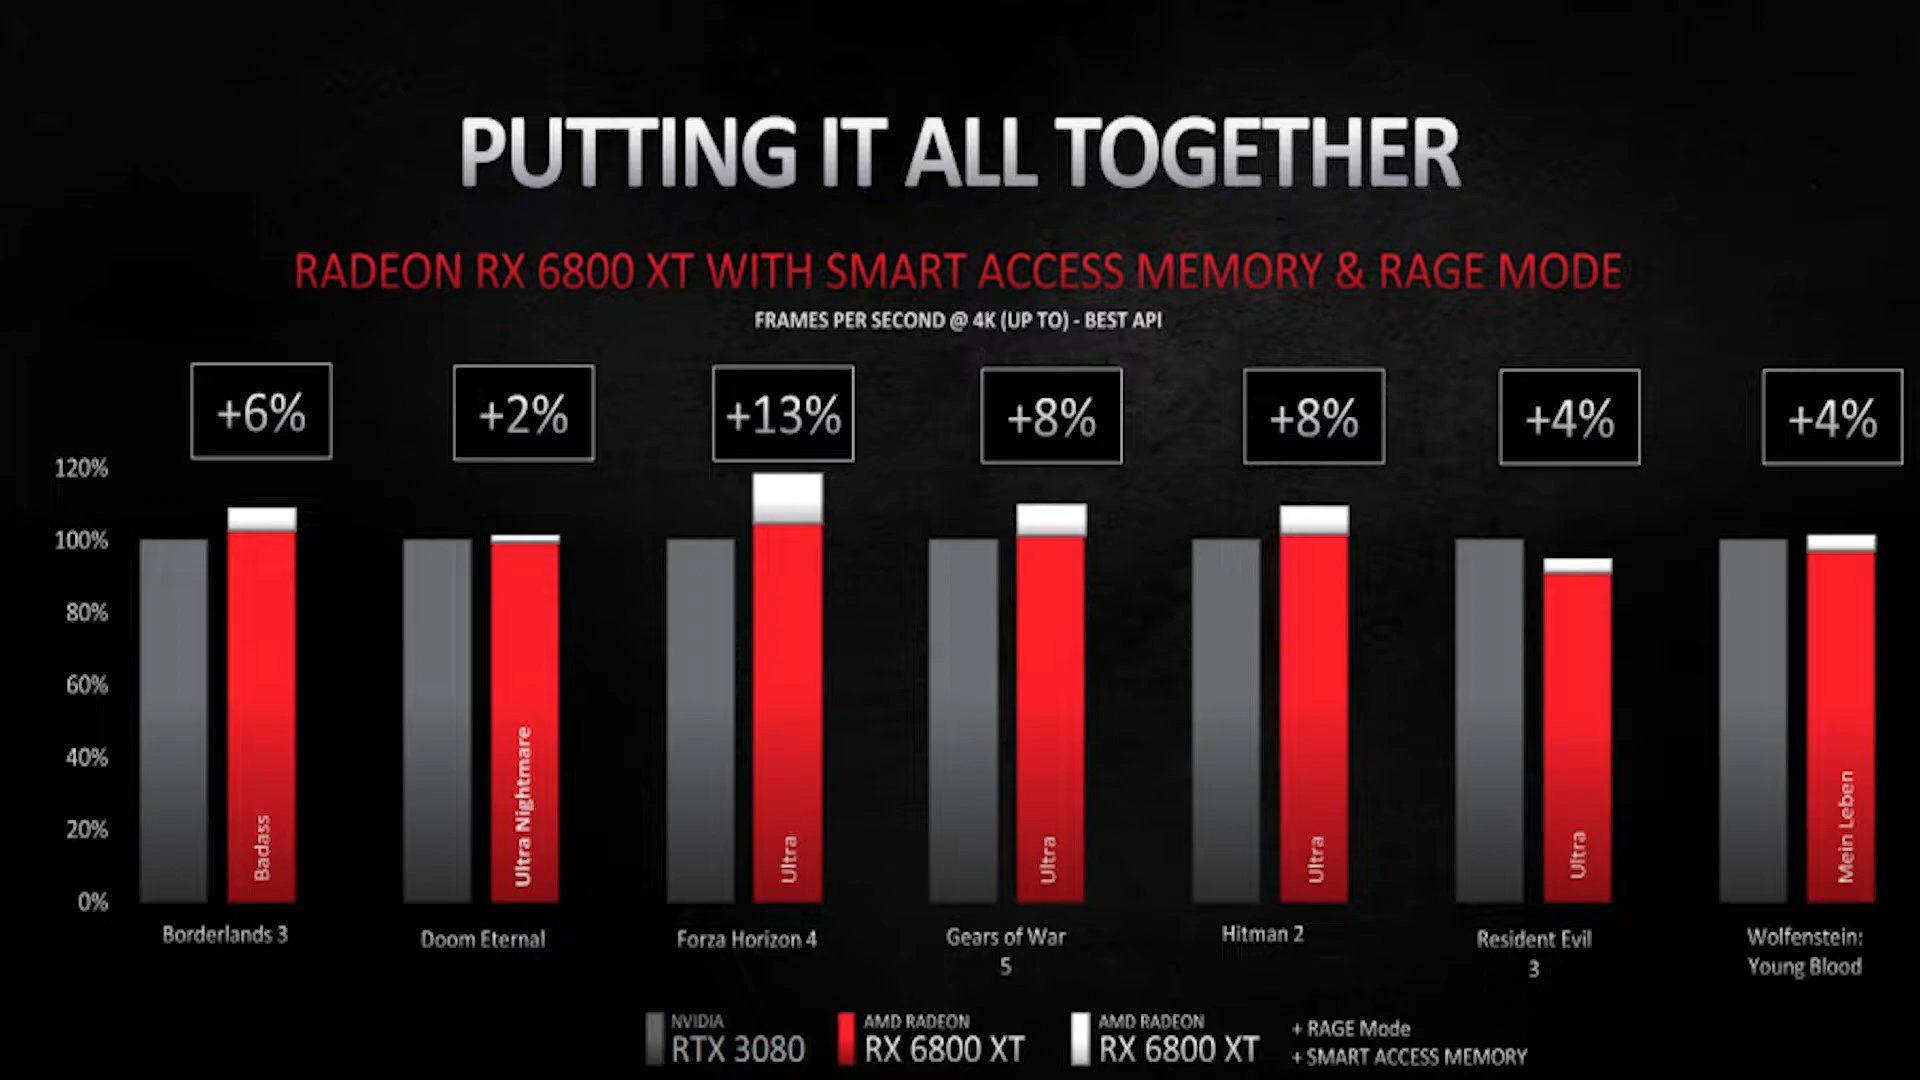 PUTTING IT ALL TOGETHER
RADEON RX 6800 XT WITH SMART ACCESS MEMORY & RAGE MODE
FRAMES PER SECOND @ 4K (UP TO) - BEST API
+6% +2% +13% +8% +8% +4% +4%
120%
100%
80%
60%
40%
20%
0%
Badass
Ultra Nightmare
Ultra
Ultra
Ultra
Ultra
Mein Leben
Borderlands 3
Doom Eternal
Forza Horizon 4
Gears of War
5
Hitman 2
Resident Evil
3
Wolfenstein:
Young Blood
NVIDIA
RTX 3080
AMD RADEON
RX 6800 XT
AMD RADEON
RX 6800 XT
+ RAGE Mode
+ SMART ACCESS MEMORY